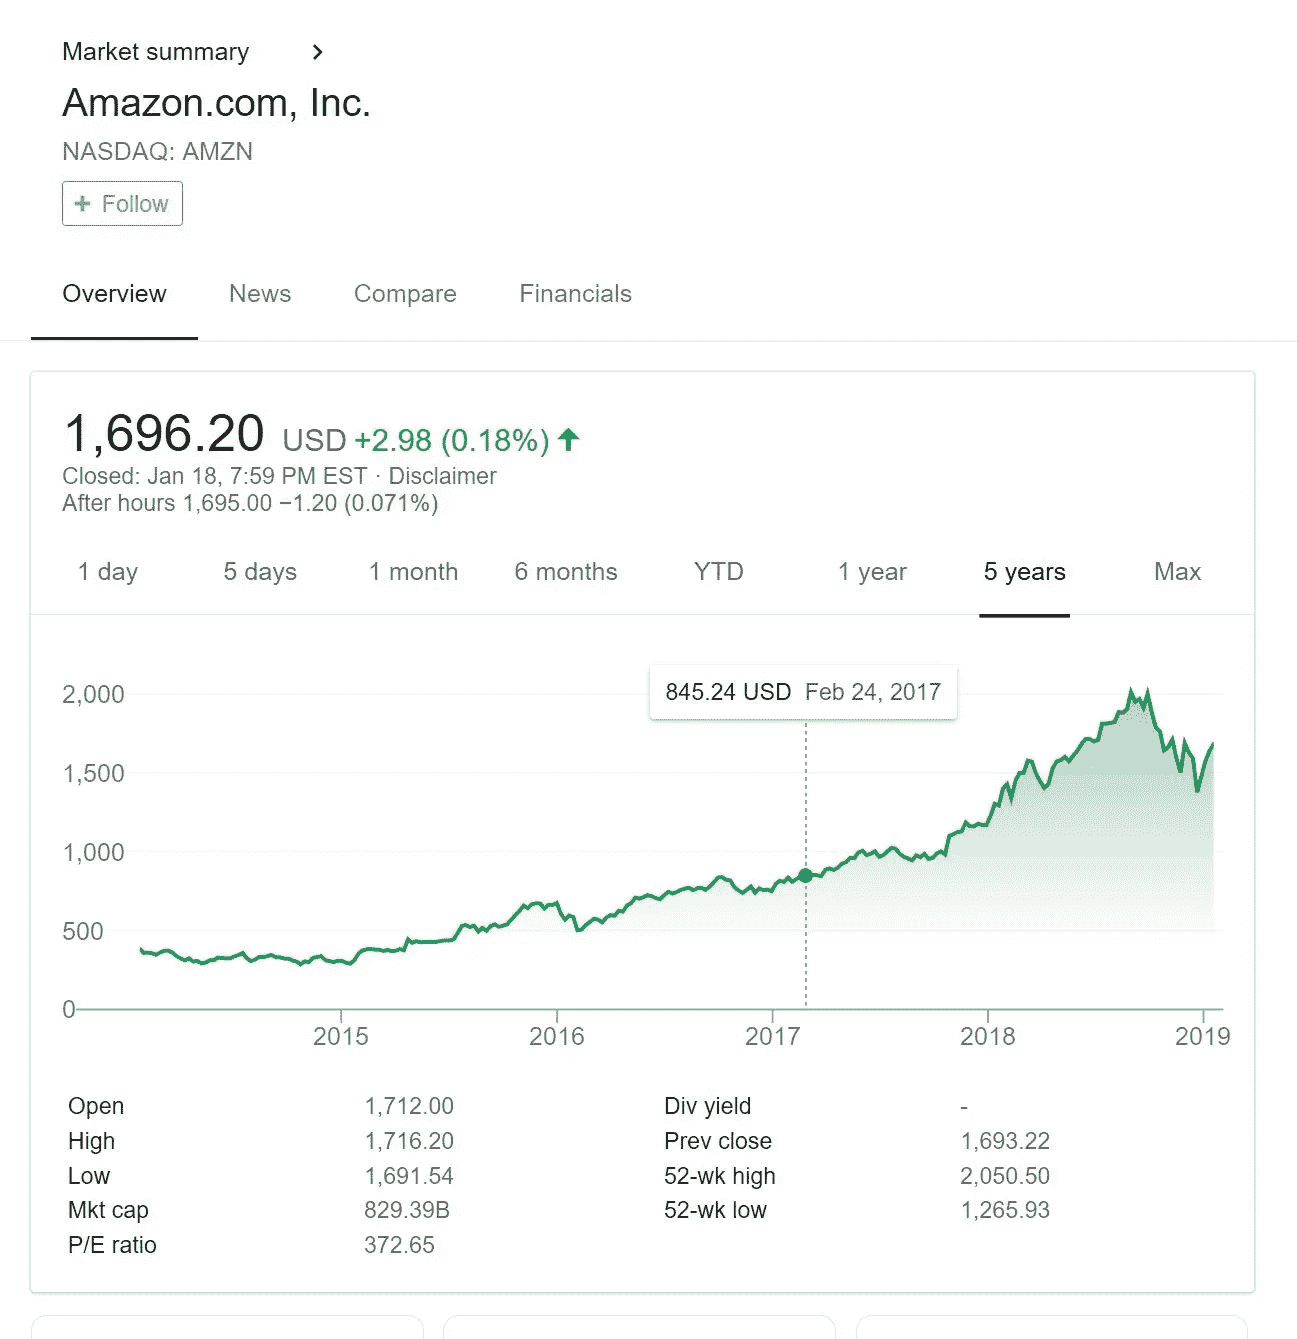 Market summary >
Amazon.com, Inc.
NASDAQ: AMZN
+ Follow
Overview News Compare Financials
1,696.20 USD +2.98 (0.18%)
Closed: Jan 18, 7:59 PM EST · Disclaimer
After hours 1,695.00 −1.20 (0.071%)
1 day 5 days 1 month 6 months YTD 1 year 5 years Max
845.24 USD Feb 24, 2017
2,000
1,500
1,000
500
0
2015 2016 2017 2018 2019
Open 1,712.00 Div yield -
High 1,716.20 Prev close 1,693.22
Low 1,691.54 52-wk high 2,050.50
Mkt cap 829.39B 52-wk low 1,265.93
P/E ratio 372.65